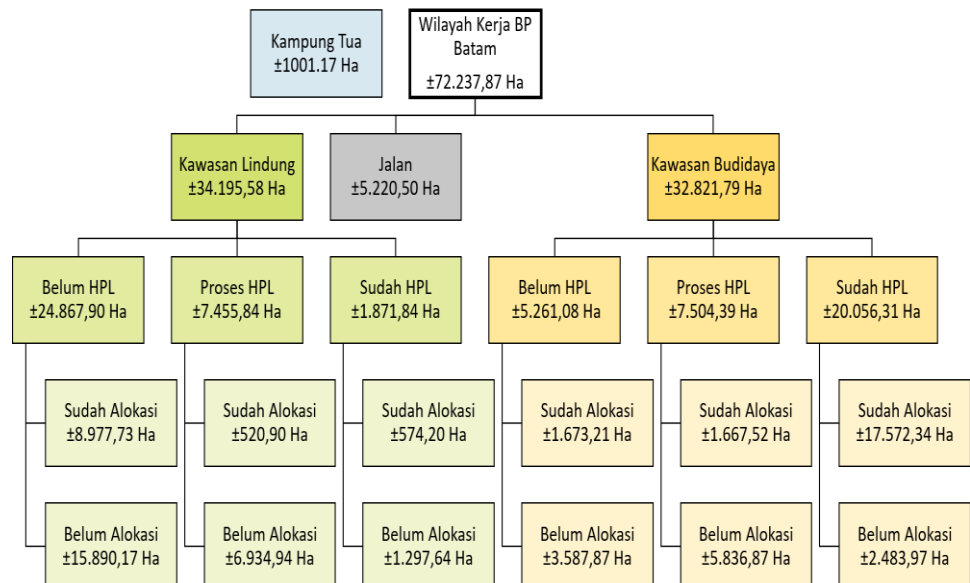 Kampung Tua
±1001.17 Ha
Wilayah Kerja BP
Batam
±72.237,87 Ha
Kawasan Lindung
±34.195,58 Ha
Jalan
±5.220,50 Ha
Kawasan Budidaya
±32.821,79 Ha
Belum HPL
±24.867,90 Ha
Proses HPL
±7.455,84 Ha
Sudah HPL
±1.871,84 Ha
Belum HPL
±5.261,08 Ha
Proses HPL
±7.504,39 Ha
Sudah HPL
±20.056,31 Ha
Sudah Alokasi
±8.977,73 Ha
Sudah Alokasi
±520,90 Ha
Sudah Alokasi
±574,20 Ha
Sudah Alokasi
±1.673,21 Ha
Sudah Alokasi
±1.667,52 Ha
Sudah Alokasi
±17.572,34 Ha
Belum Alokasi
±15.890,17 Ha
Belum Alokasi
±6.934,94 Ha
Belum Alokasi
±1.297,64 Ha
Belum Alokasi
±3.587,87 Ha
Belum Alokasi
±5.836,87 Ha
Belum Alokasi
±2.483,97 Ha